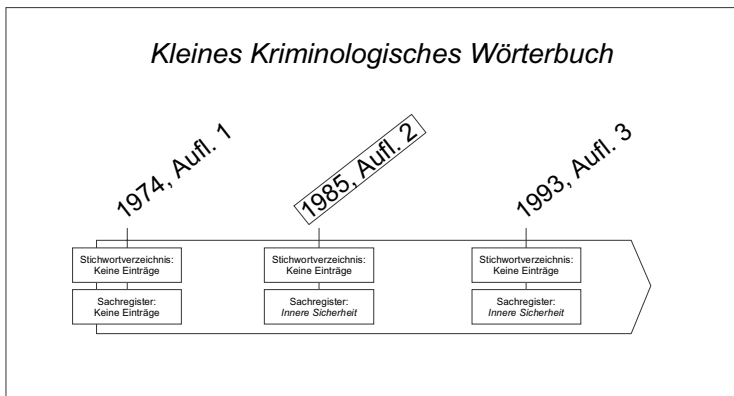 Kleines Kriminologisches Wörterbuch
1974, Aufl. 1
1985, Aufl. 2
1993, Aufl. 3
Stichwortverzeichnis:
Keine Einträge
Sachregister:
Keine Einträge
Stichwortverzeichnis:
Keine Einträge
Sachregister:
Innere Sicherheit
Stichwortverzeichnis:
Keine Einträge
Sachregister:
Innere Sicherheit